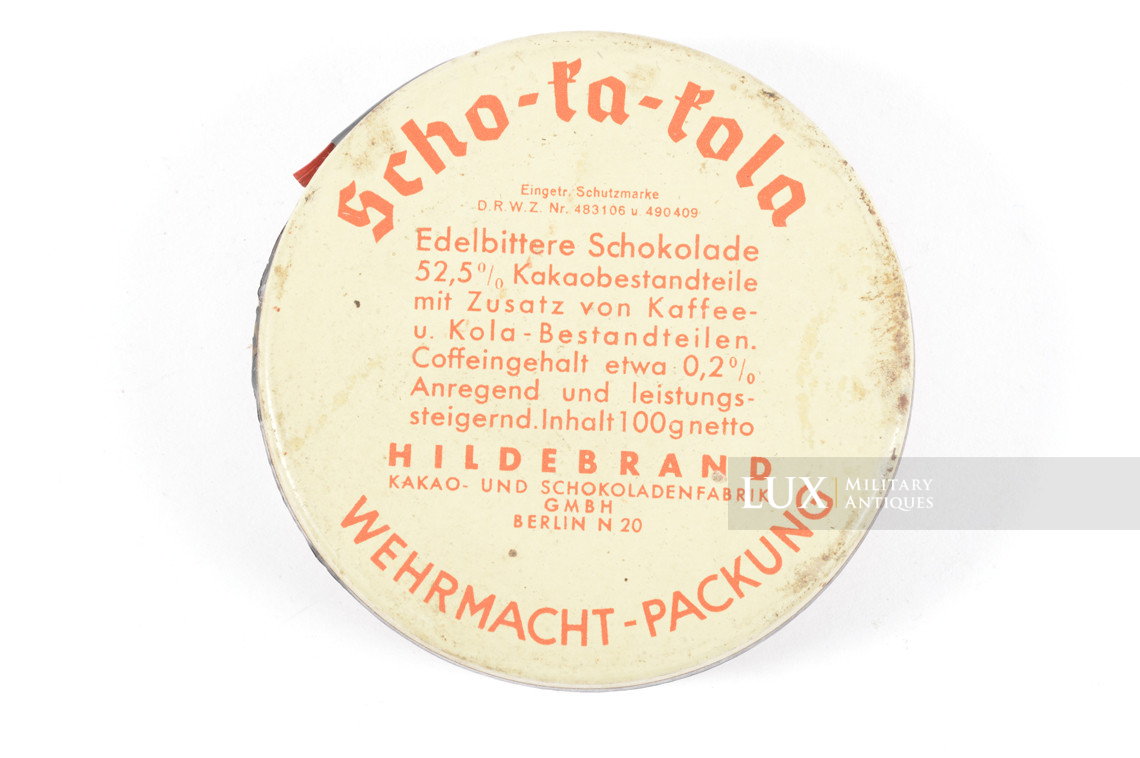 Scho-ka-kola
Eingetr. Schutzmarke
D.R.W.Z. Nr. 483106 u. 490409
Edelbittere Schokolade
52,5% Kakaobestandteile
mit Zusatz von Kaffee-
u. Kola-Bestandteilen.
Coffeingehalt etwa 0,2%
Anregend und leistungs-
steigernd. Inhalt 100g netto
HILDEBRAND
KAKAO- UND SCHOKOLADENFABRIK
GMBH
BERLIN N 20
WEHRMACHT-PACKUNG
LUX MILITARY
ANTIQUES